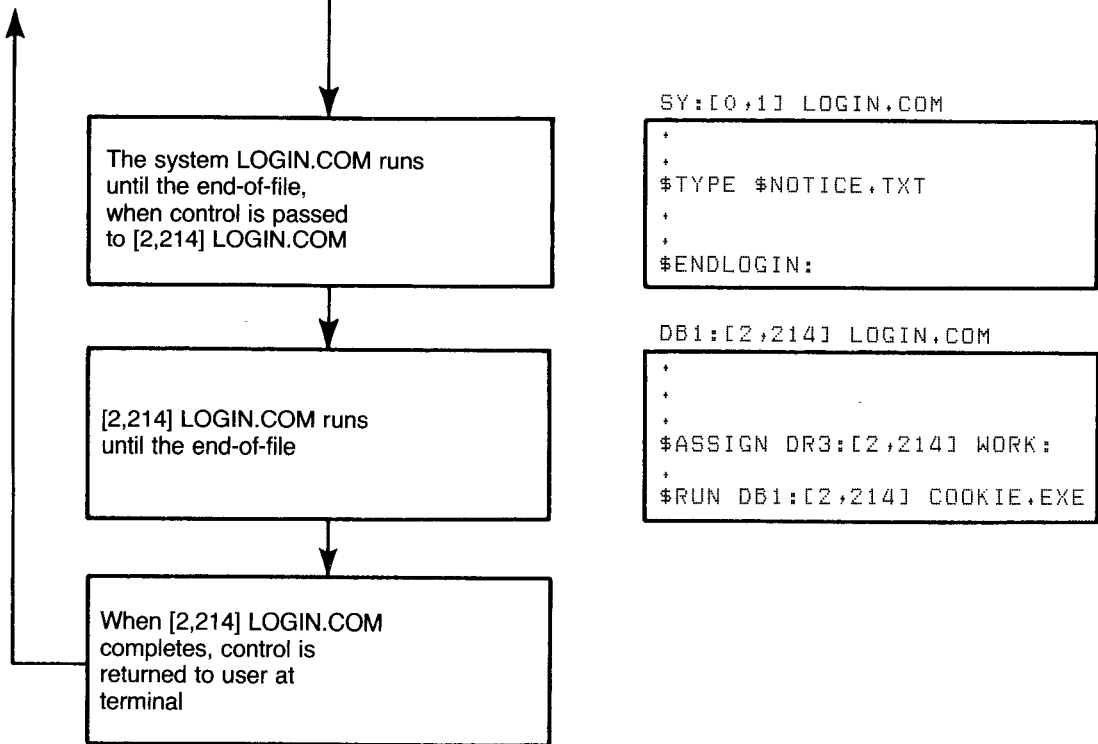 The system LOGIN.COM runs
until the end-of-file,
when control is passed
to [2,214] LOGIN.COM
SY:[0,1] LOGIN.COM
.
.
$TYPE $NOTICE.TXT
.
.
$ENDLOGIN:
[2,214] LOGIN.COM runs
until the end-of-file
DB1:[2,214] LOGIN.COM
.
.
.
$ASSIGN DR3:[2,214] WORK:
.
$RUN DB1:[2,214] COOKIE.EXE
When [2,214] LOGIN.COM
completes, control is
returned to user at
terminal